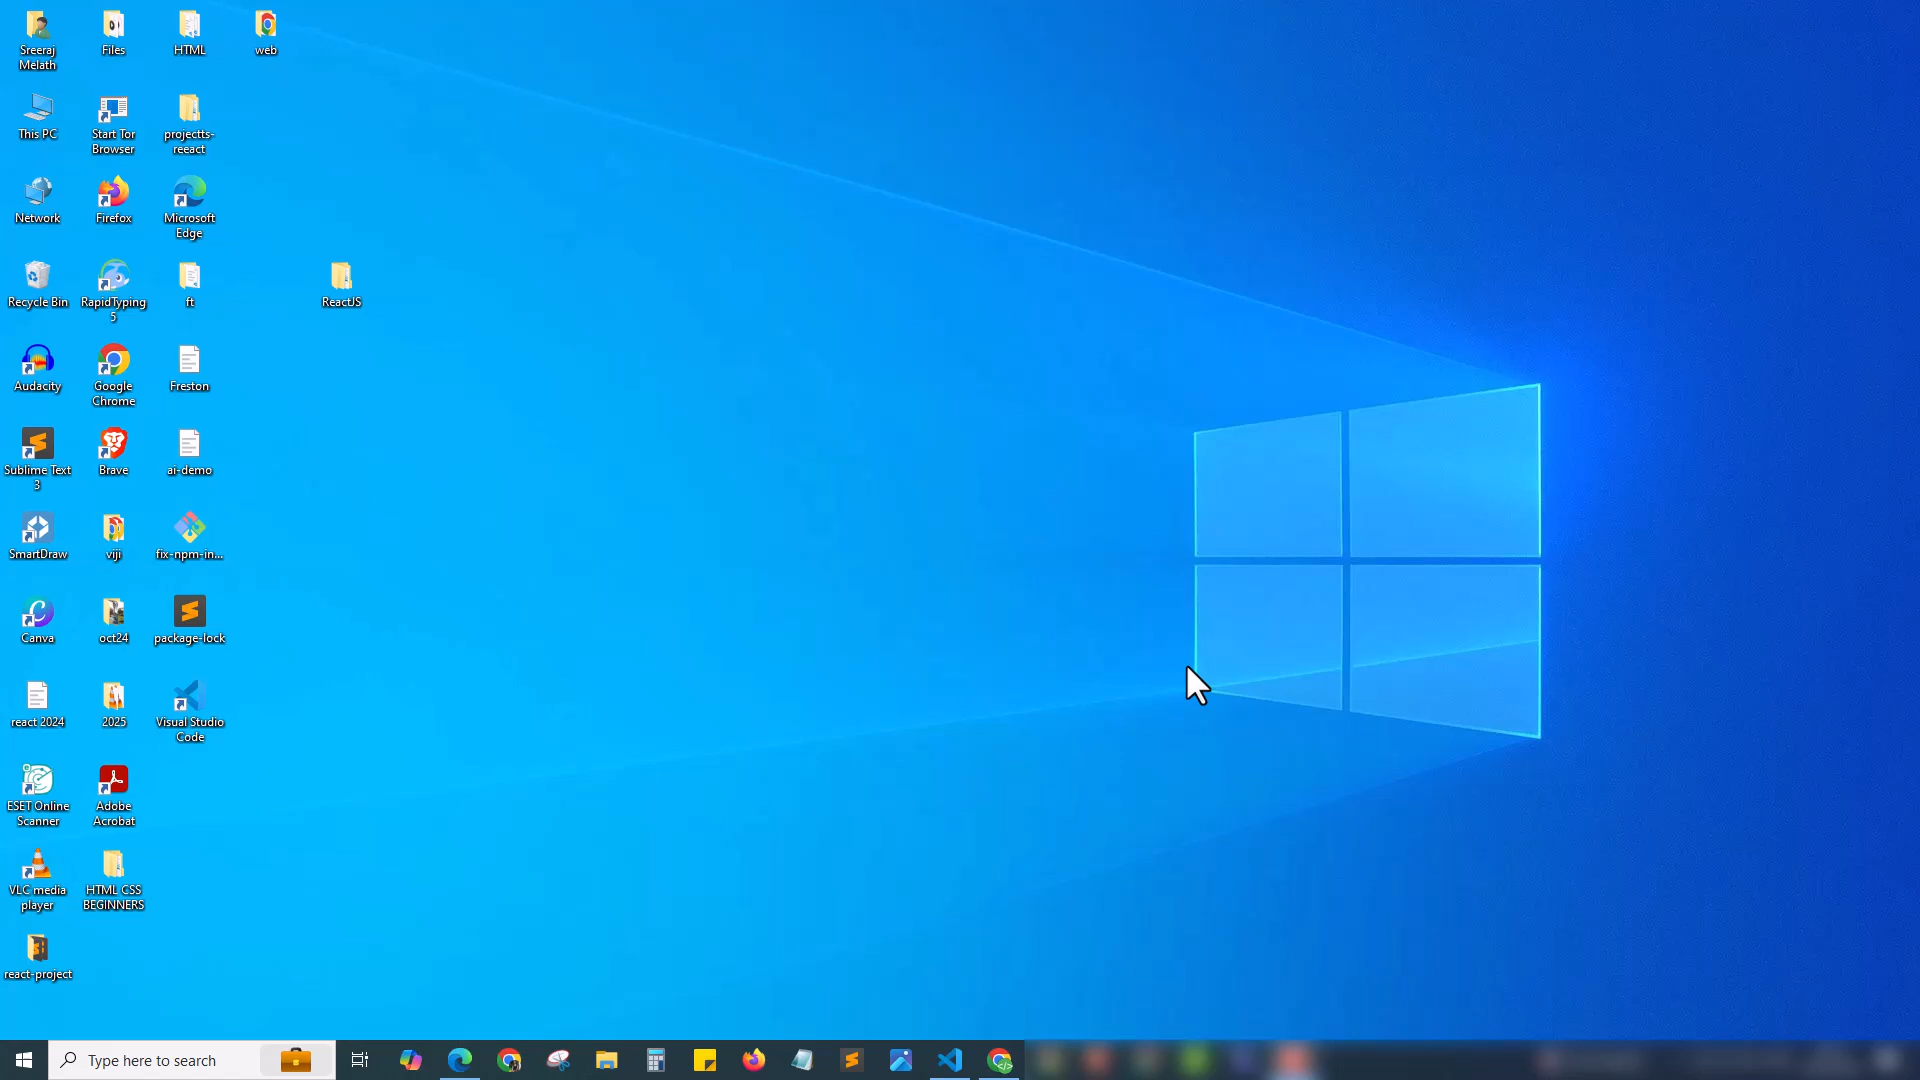 Sreeraj
Melath
Files
HTML
web
This PC
Start Tor
Browser
projectts-
reeact
Network
Firefox
Microsoft
Edge
Recycle Bin
RapidTyping
5
ft
ReactJS
Audacity
Google
Chrome
Freston
Sublime Text
3
Brave
ai-demo
SmartDraw
viji
fix-npm-in...
Canva
oct24
package-lock
react 2024
2025
Visual Studio
Code
ESET Online
Scanner
Adobe
Acrobat
VLC media
player
HTML CSS
BEGINNERS
react-project
Type here to search